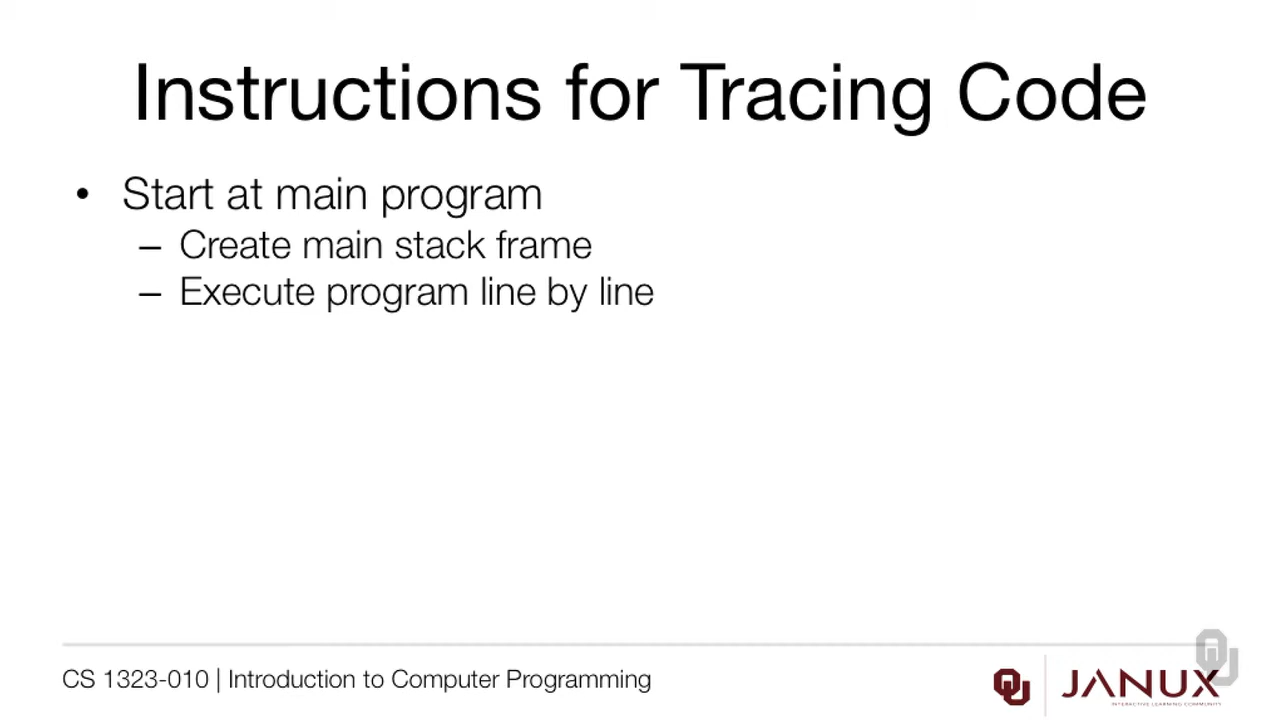 Instructions for Tracing Code
• Start at main program
– Create main stack frame
– Execute program line by line
CS 1323-010 | Introduction to Computer Programming
JANUX
INTERACTIVE LEARNING COMMUNITY